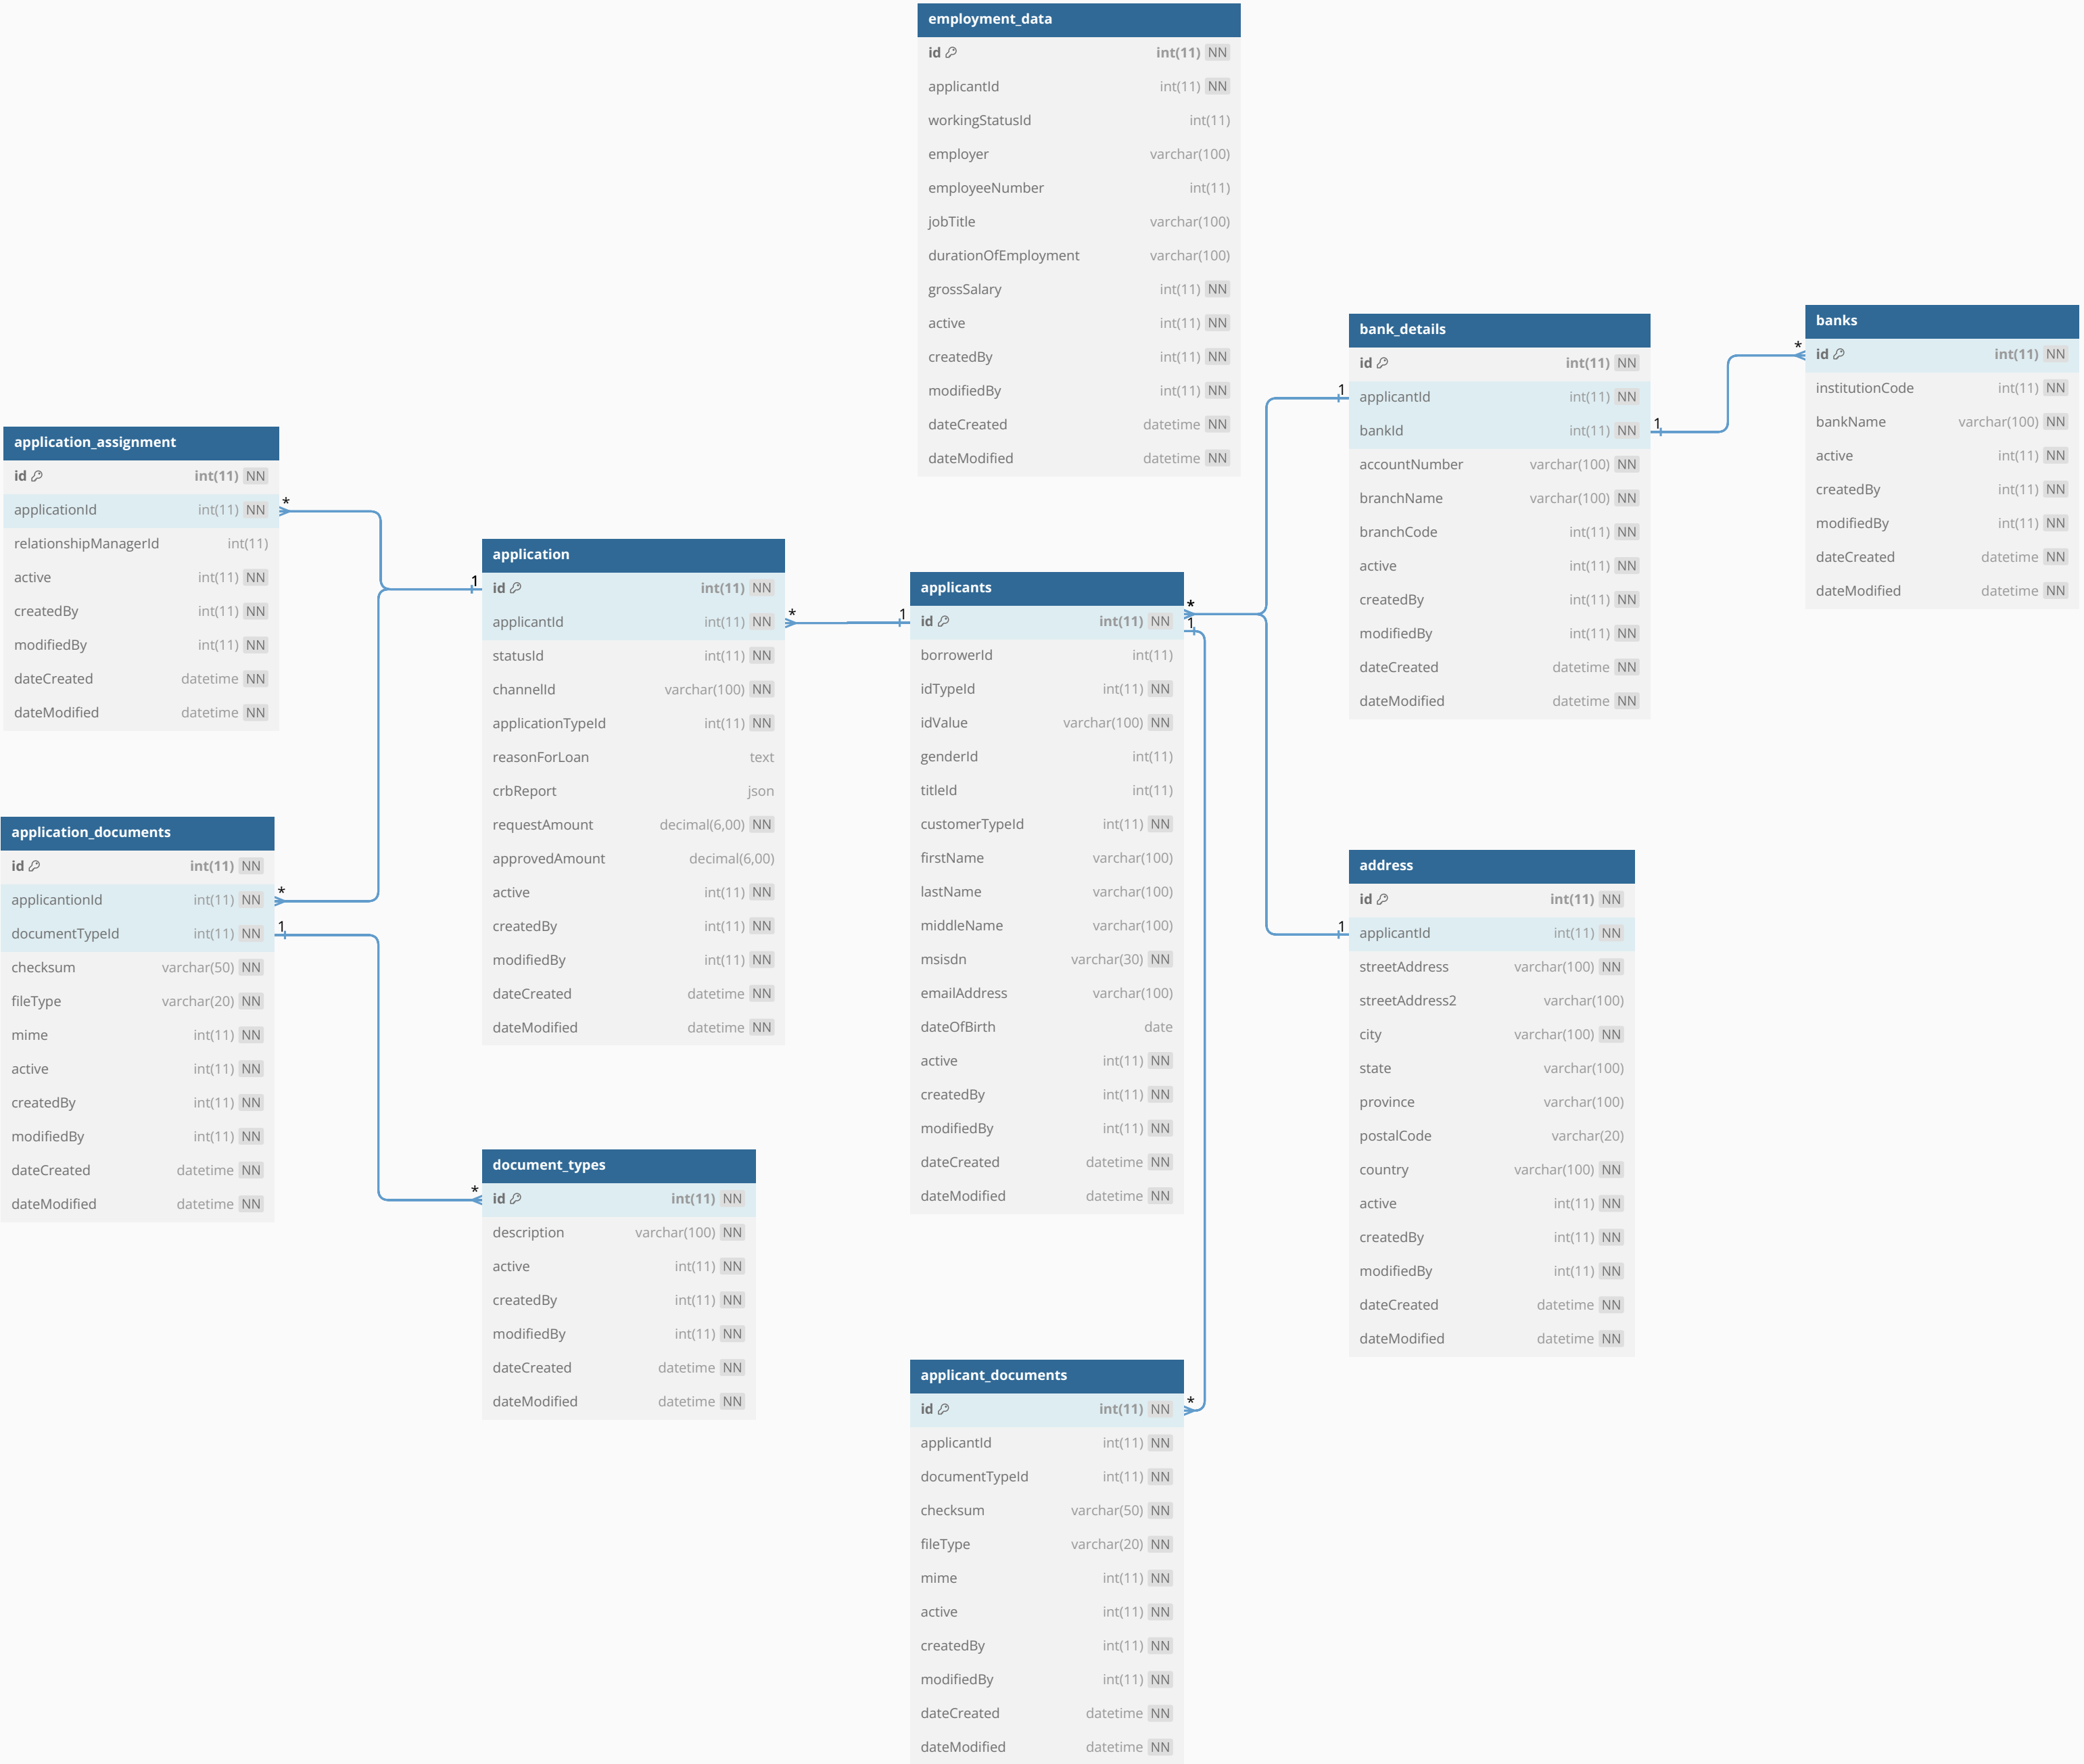 employment_data
id int(11) NN
applicantId int(11) NN
workingStatusId int(11)
employer varchar(100)
employeeNumber int(11)
jobTitle varchar(100)
durationOfEmployment varchar(100)
grossSalary int(11) NN
active int(11) NN
createdBy int(11) NN
modifiedBy int(11) NN
dateCreated datetime NN
dateModified datetime NN
bank_details
id int(11) NN
1
applicantId int(11) NN
bankId int(11) NN
1
accountNumber varchar(100) NN
branchName varchar(100) NN
branchCode int(11) NN
active int(11) NN
createdBy int(11) NN
modifiedBy int(11) NN
dateCreated datetime NN
dateModified datetime NN
banks
*
id int(11) NN
institutionCode int(11) NN
bankName varchar(100) NN
active int(11) NN
createdBy int(11) NN
modifiedBy int(11) NN
dateCreated datetime NN
dateModified datetime NN
application_assignment
id int(11) NN
applicationId int(11) NN
*
relationshipManagerId int(11)
active int(11) NN
createdBy int(11) NN
modifiedBy int(11) NN
dateCreated datetime NN
dateModified datetime NN
application
1
id int(11) NN
applicantId int(11) NN
*
statusId int(11) NN
channelId varchar(100) NN
applicationTypeId int(11) NN
reasonForLoan text
crbReport json
requestAmount decimal(6,00) NN
approvedAmount decimal(6,00)
active int(11) NN
createdBy int(11) NN
modifiedBy int(11) NN
dateCreated datetime NN
dateModified datetime NN
applicants
1
id int(11) NN
*
1
borrowerId int(11)
idTypeId int(11) NN
idValue varchar(100) NN
genderId int(11)
titleId int(11)
customerTypeId int(11) NN
firstName varchar(100)
lastName varchar(100)
middleName varchar(100)
msisdn varchar(30) NN
emailAddress varchar(100)
dateOfBirth date
active int(11) NN
createdBy int(11) NN
modifiedBy int(11) NN
dateCreated datetime NN
dateModified datetime NN
application_documents
id int(11) NN
applicantionId int(11) NN
*
documentTypeId int(11) NN
1
checksum varchar(50) NN
fileType varchar(20) NN
mime int(11) NN
active int(11) NN
createdBy int(11) NN
modifiedBy int(11) NN
dateCreated datetime NN
dateModified datetime NN
address
id int(11) NN
1
applicantId int(11) NN
streetAddress varchar(100) NN
streetAddress2 varchar(100)
city varchar(100) NN
state varchar(100)
province varchar(100)
postalCode varchar(20)
country varchar(100) NN
active int(11) NN
createdBy int(11) NN
modifiedBy int(11) NN
dateCreated datetime NN
dateModified datetime NN
document_types
*
id int(11) NN
description varchar(100) NN
active int(11) NN
createdBy int(11) NN
modifiedBy int(11) NN
dateCreated datetime NN
dateModified datetime NN
applicant_documents
id int(11) NN
*
applicantId int(11) NN
documentTypeId int(11) NN
checksum varchar(50) NN
fileType varchar(20) NN
mime int(11) NN
active int(11) NN
createdBy int(11) NN
modifiedBy int(11) NN
dateCreated datetime NN
dateModified datetime NN